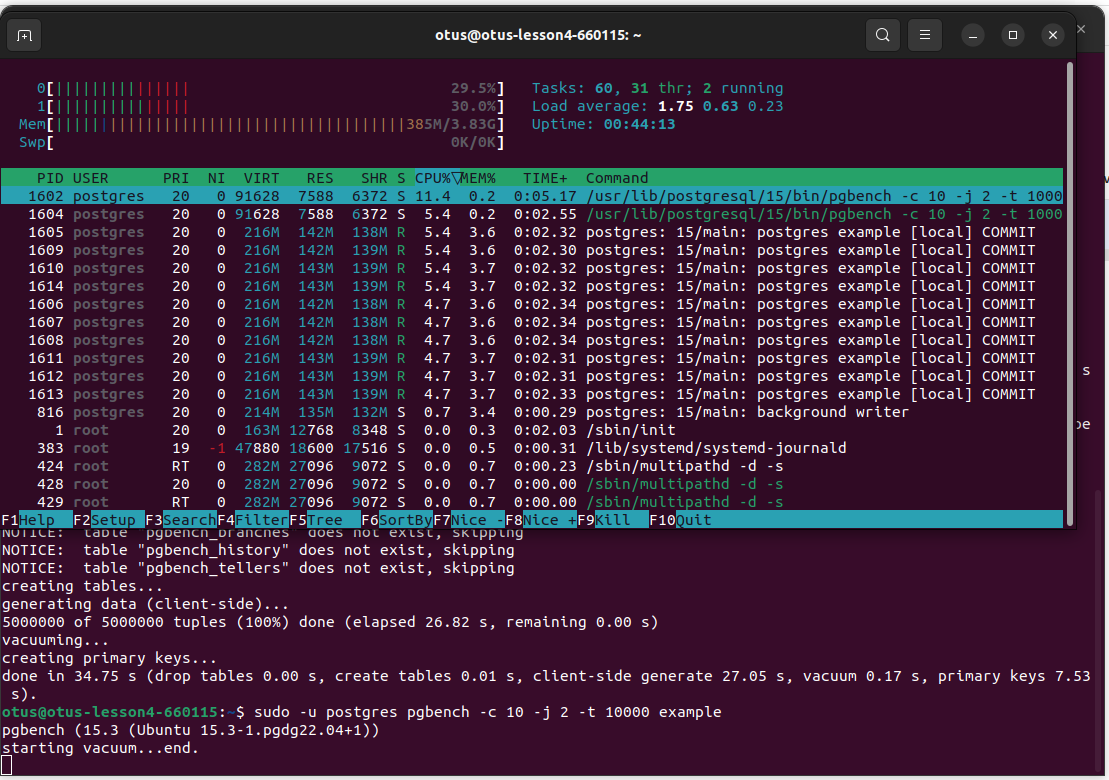 otus@otus-lesson4-660115: ~
0[||||||||||||||| 29.5%] Tasks: 60, 31 thr; 2 running
1[||||||||||||||| 30.0%] Load average: 1.75 0.63 0.23
Mem[|||||||||||||||||||||||||||||||||||||||385M/3.83G] Uptime: 00:44:13
Swp[ 0K/0K]
PID USER PRI NI VIRT RES SHR S CPU%▽MEM% TIME+ Command
1602 postgres 20 0 91628 7588 6372 S 11.4 0.2 0:05.17 /usr/lib/postgresql/15/bin/pgbench -c 10 -j 2 -t 1000
1604 postgres 20 0 91628 7588 6372 S 5.4 0.2 0:02.55 /usr/lib/postgresql/15/bin/pgbench -c 10 -j 2 -t 1000
1605 postgres 20 0 216M 142M 138M R 5.4 3.6 0:02.32 postgres: 15/main: postgres example [local] COMMIT
1609 postgres 20 0 216M 142M 139M R 5.4 3.6 0:02.30 postgres: 15/main: postgres example [local] COMMIT
1610 postgres 20 0 216M 143M 139M R 5.4 3.7 0:02.32 postgres: 15/main: postgres example [local] COMMIT
1614 postgres 20 0 216M 143M 139M R 5.4 3.7 0:02.32 postgres: 15/main: postgres example [local] COMMIT
1606 postgres 20 0 216M 142M 138M R 4.7 3.6 0:02.34 postgres: 15/main: postgres example [local] COMMIT
1607 postgres 20 0 216M 142M 138M R 4.7 3.6 0:02.34 postgres: 15/main: postgres example [local] COMMIT
1608 postgres 20 0 216M 142M 138M R 4.7 3.6 0:02.34 postgres: 15/main: postgres example [local] COMMIT
1611 postgres 20 0 216M 143M 139M R 4.7 3.7 0:02.31 postgres: 15/main: postgres example [local] COMMIT
1612 postgres 20 0 216M 143M 139M R 4.7 3.7 0:02.31 postgres: 15/main: postgres example [local] COMMIT
1613 postgres 20 0 216M 143M 139M R 4.7 3.7 0:02.33 postgres: 15/main: postgres example [local] COMMIT
816 postgres 20 0 214M 135M 132M S 0.7 3.4 0:00.29 postgres: 15/main: background writer
1 root 20 0 163M 12768 8348 S 0.0 0.3 0:02.03 /sbin/init
383 root 19 -1 47880 18600 17516 S 0.0 0.5 0:00.31 /lib/systemd/systemd-journald
424 root RT 0 282M 27096 9072 S 0.0 0.7 0:00.23 /sbin/multipathd -d -s
428 root 20 0 282M 27096 9072 S 0.0 0.7 0:00.00 /sbin/multipathd -d -s
429 root RT 0 282M 27096 9072 S 0.0 0.7 0:00.00 /sbin/multipathd -d -s
F1Help F2Setup F3SearchF4FilterF5Tree F6SortByF7Nice -F8Nice +F9Kill F10Quit
NOTICE: table "pgbench_branches" does not exist, skipping
NOTICE: table "pgbench_history" does not exist, skipping
NOTICE: table "pgbench_tellers" does not exist, skipping
creating tables...
generating data (client-side)...
5000000 of 5000000 tuples (100%) done (elapsed 26.82 s, remaining 0.00 s)
vacuuming...
creating primary keys...
done in 34.75 s (drop tables 0.00 s, create tables 0.01 s, client-side generate 27.05 s, vacuum 0.17 s, primary keys 7.53
s).
otus@otus-lesson4-660115:~$ sudo -u postgres pgbench -c 10 -j 2 -t 10000 example
pgbench (15.3 (Ubuntu 15.3-1.pgdg22.04+1))
starting vacuum...end.